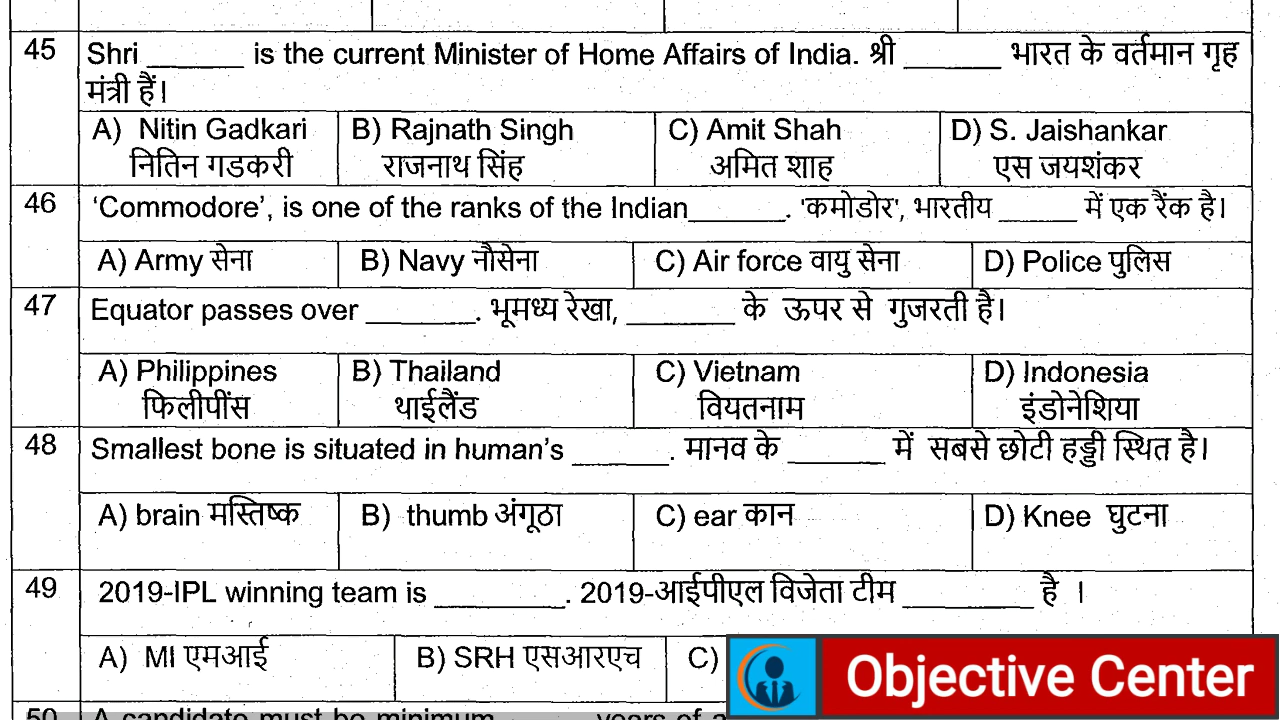 45 Shri ______ is the current Minister of Home Affairs of India. श्री ______ भारत के वर्तमान गृह
मंत्री हैं।
A) Nitin Gadkari B) Rajnath Singh C) Amit Shah D) S. Jaishankar
नितिन गडकरी राजनाथ सिंह अमित शाह एस जयशंकर
46 ‘Commodore’, is one of the ranks of the Indian______. 'कमोडोर', भारतीय _____ में एक रैंक है।
A) Army सेना B) Navy नौसेना C) Air force वायु सेना D) Police पुलिस
47 Equator passes over _______. भूमध्य रेखा, _______ के ऊपर से गुजरती है।
A) Philippines B) Thailand C) Vietnam D) Indonesia
फिलीपींस थाईलैंड वियतनाम इंडोनेशिया
48 Smallest bone is situated in human’s ______. मानव के ______ में सबसे छोटी हड्डी स्थित है।
A) brain मस्तिष्क B) thumb अंगूठा C) ear कान D) Knee घुटना
49 2019-IPL winning team is ________. 2019-आईपीएल विजेता टीम ________ है ।
A) MI एमआई B) SRH एसआरएच C)
Objective Center
50 A candidate must be minimum ______ years of a